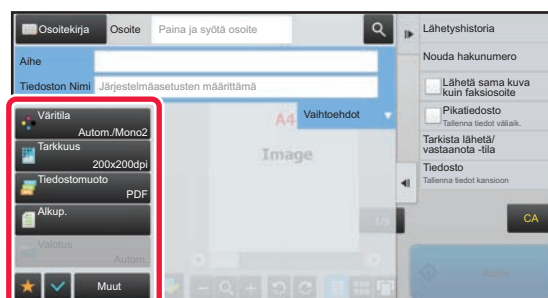 Osoitekirja
Osoite
Paina ja syötä osoite
Aihe
Tiedoston Nimi
Järjestelmäasetusten määrittämä
Väritila
Autom./Mono2
Tarkkuus
200x200dpi
Tiedostomuoto
PDF
Alkup.
Valotus
Autom.
Muut
A4
Vaihtoehdot
Image
1/3
Lähetyshistoria
Nouda hakunumero
Lähetä sama kuva
kuin faksiosoite
Pikatiedosto
Tallenna tiedot väliaik.
Tarkista lähetä/
vastaanota -tila
Tiedosto
Tallenna tiedot kansioon
CA